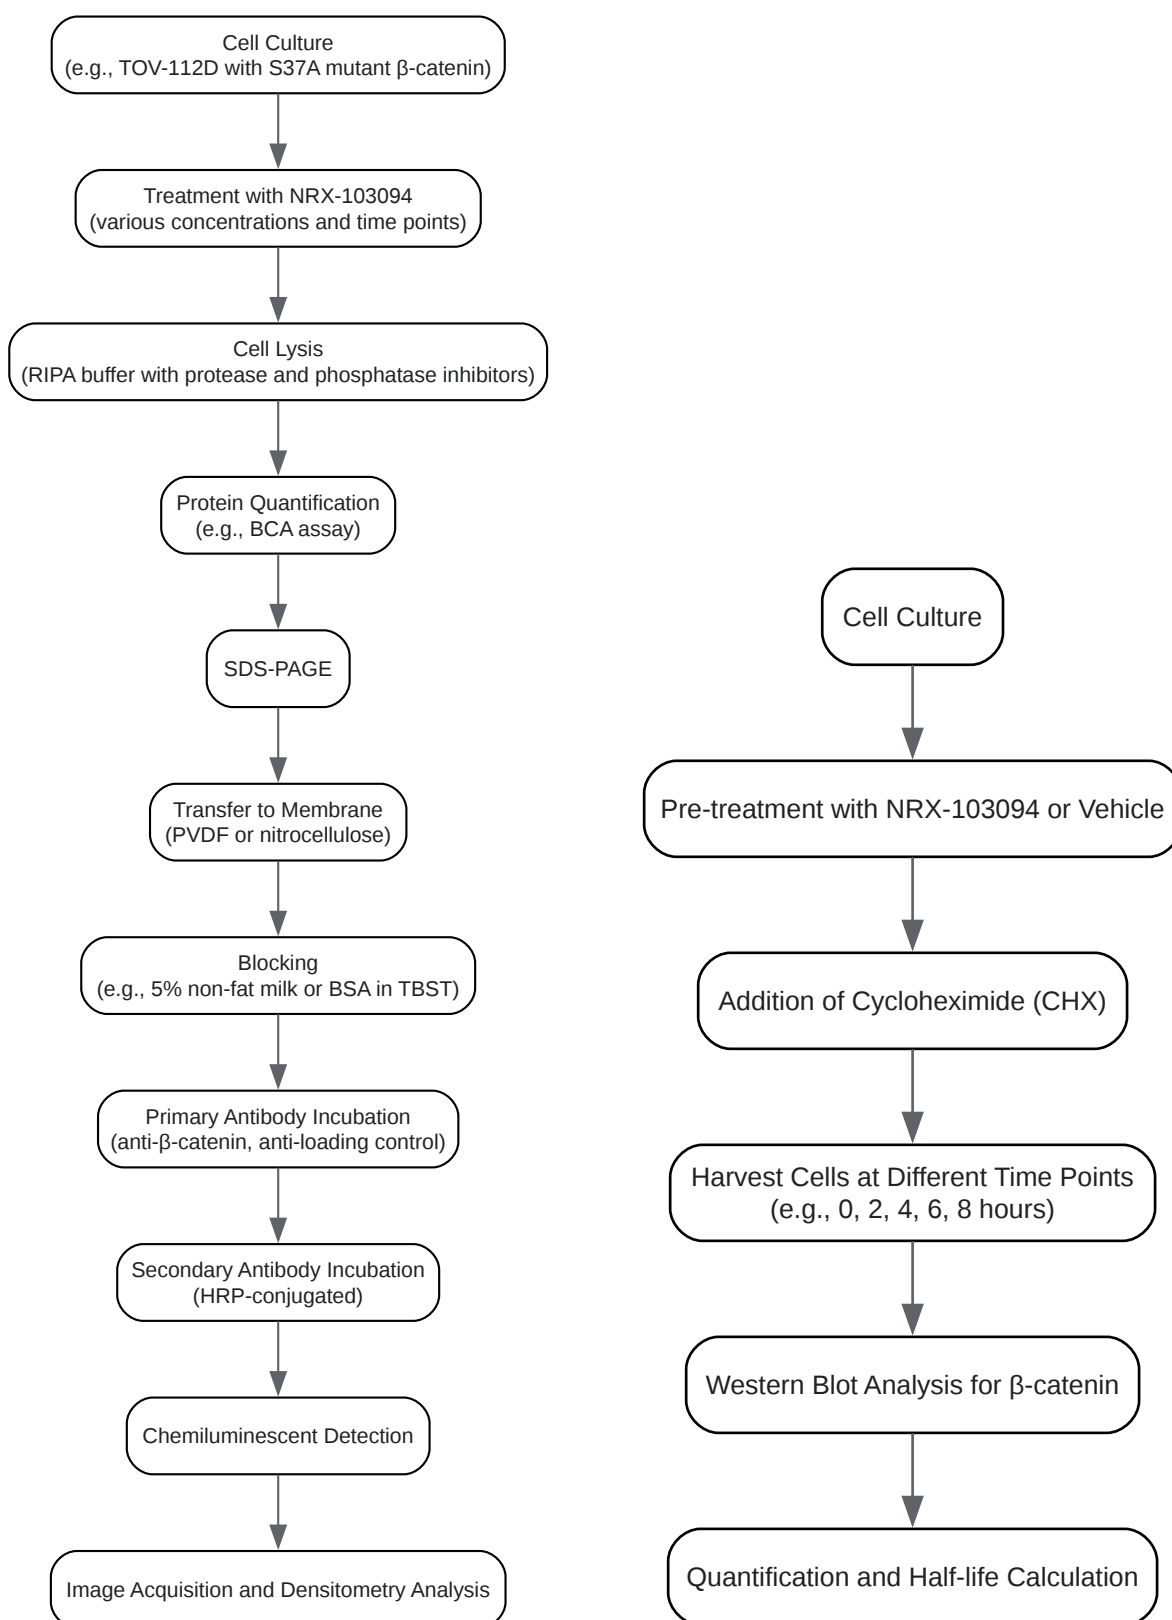 Cell Culture
(e.g., TOV-112D with S37A mutant β-catenin)
Treatment with NRX-103094
(various concentrations and time points)
Cell Lysis
(RIPA buffer with protease and phosphatase inhibitors)
Protein Quantification
(e.g., BCA assay)
SDS-PAGE
Transfer to Membrane
(PVDF or nitrocellulose)
Blocking
(e.g., 5% non-fat milk or BSA in TBST)
Primary Antibody Incubation
(anti-β-catenin, anti-loading control)
Secondary Antibody Incubation
(HRP-conjugated)
Chemiluminescent Detection
Image Acquisition and Densitometry Analysis
Cell Culture
Pre-treatment with NRX-103094 or Vehicle
Addition of Cycloheximide (CHX)
Harvest Cells at Different Time Points
(e.g., 0, 2, 4, 6, 8 hours)
Western Blot Analysis for β-catenin
Quantification and Half-life Calculation